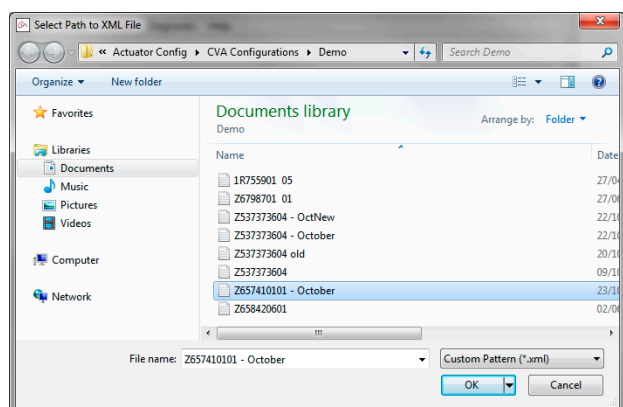 Select Path to XML File
« Actuator Config ▸ CVA Configurations ▸ Demo Search Demo
Organize ▼ New folder
Favorites
Libraries
Documents
Music
Pictures
Videos
Computer
Network
Documents library
Demo
Arrange by: Folder ▼
Name Date
1R755901 05 27/0
Z6798701 01 27/0
Z537373604 - OctNew 22/1
Z537373604 - October 22/1
Z537373604 old 20/1
Z537373604 09/1
Z657410101 - October 23/1
Z658420601 02/0
File name: Z657410101 - October Custom Pattern (*.xml)
OK Cancel